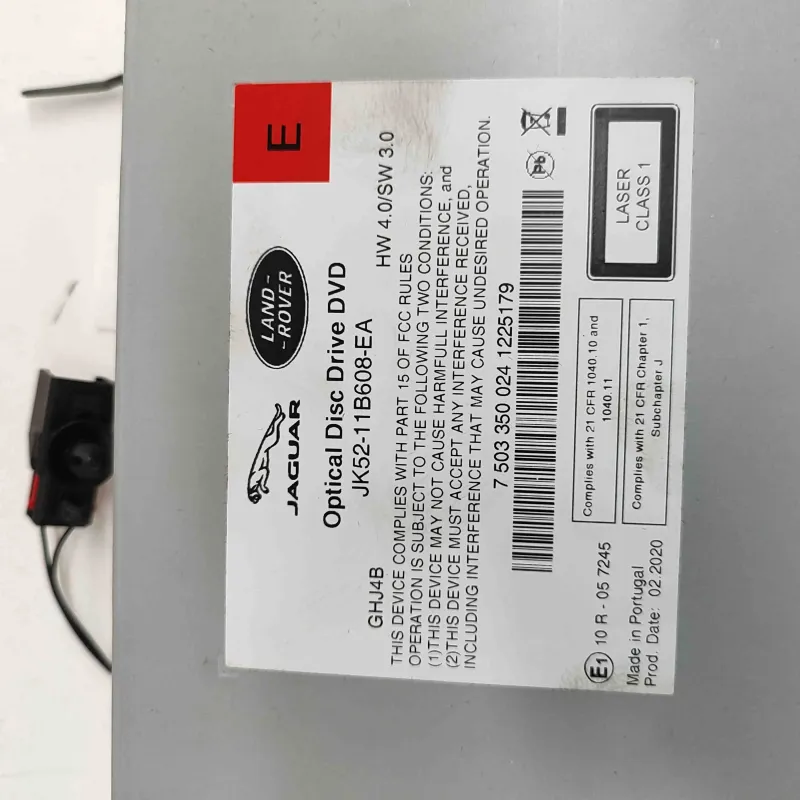 E
JAGUAR
LAND-
-ROVER
Optical Disc Drive DVD
JK52-11B608-EA
GHJ4B HW 4.0/SW 3.0
THIS DEVICE COMPLIES WITH PART 15 OF FCC RULES
OPERATION IS SUBJECT TO THE FOLLOWING TWO CONDITIONS:
(1)THIS DEVICE MAY NOT CAUSE HARMFULL INTERFERENCE, and
(2)THIS DEVICE MUST ACCEPT ANY INTERFERENCE RECEIVED,
INCLUDING INTERFERENCE THAT MAY CAUSE UNDESIRED OPERATION.
7 503 350 024 1225179
Pb
Complies with 21 CFR 1040.10 and
1040.11
Complies with 21 CFR Chapter 1,
Subchapter J
LASER
CLASS 1
E1 10 R - 05 7245
Made in Portugal
Prod. Date: 02.2020